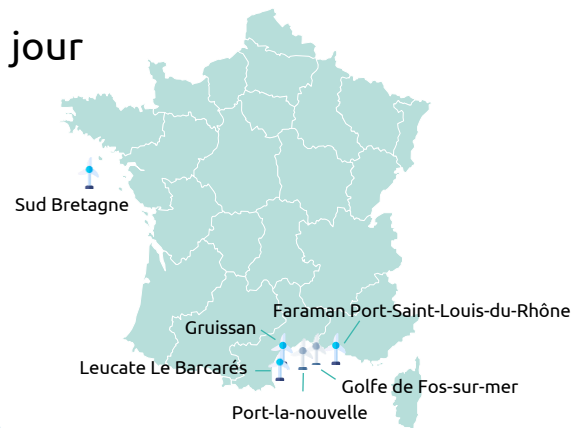 jour
Sud Bretagne
Faraman Port-Saint-Louis-du-Rhône
Gruissan
Leucate Le Barcarés
Golfe de Fos-sur-mer
Port-la-nouvelle